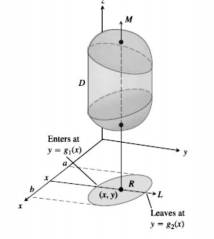 z
M
D
Enters at
y = g₁(x)
a
y
x
R
b
(x, y)
L
x
Leaves at
y = g₂(x)